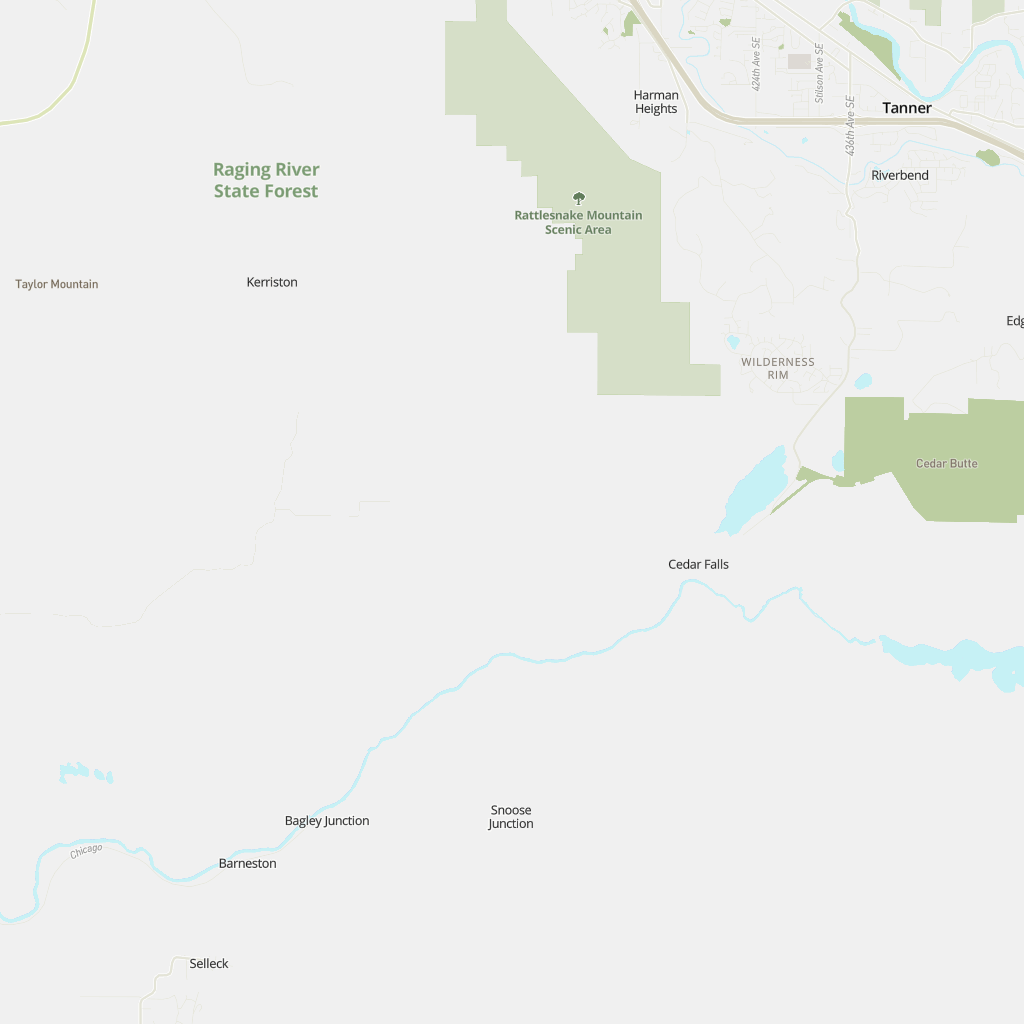 424th Ave SE
Stilson Ave SE
Harman
Heights
Tanner
436th Ave SE
Raging River
State Forest
Riverbend
Rattlesnake Mountain
Scenic Area
Taylor Mountain
Kerriston
Edg
WILDERNESS
RIM
Cedar Butte
Cedar Falls
Snoose
Junction
Bagley Junction
Chicago
Barneston
Selleck